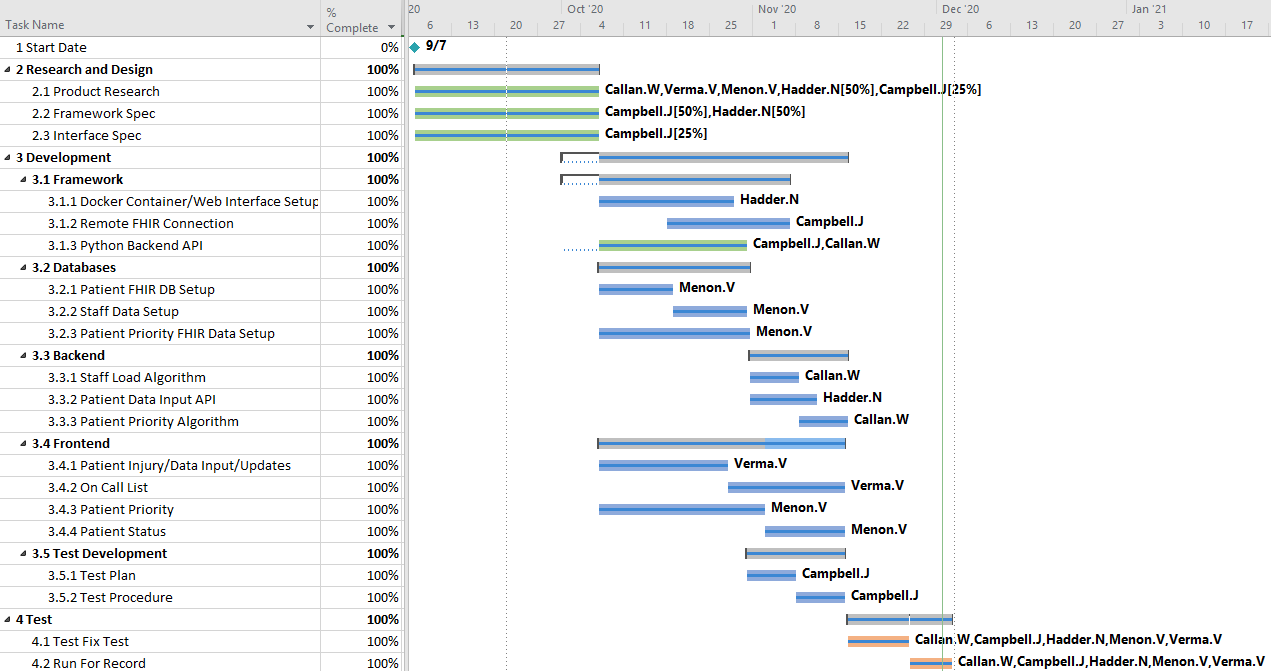 20 Oct '20 Nov '20 Dec '20 Jan '21
Task Name % Complete 6 13 20 27 4 11 18 25 1 8 15 22 29 6 13 20 27 3 10 17
1 Start Date 0% 9/7
2 Research and Design 100%
2.1 Product Research 100% Callan.W,Verma.V,Menon.V,Hadder.N[50%],Campbell.J[25%]
2.2 Framework Spec 100% Campbell.J[50%],Hadder.N[50%]
2.3 Interface Spec 100% Campbell.J[25%]
3 Development 100%
3.1 Framework 100%
3.1.1 Docker Container/Web Interface Setup 100% Hadder.N
3.1.2 Remote FHIR Connection 100% Campbell.J
3.1.3 Python Backend API 100% Campbell.J,Callan.W
3.2 Databases 100%
3.2.1 Patient FHIR DB Setup 100% Menon.V
3.2.2 Staff Data Setup 100% Menon.V
3.2.3 Patient Priority FHIR Data Setup 100% Menon.V
3.3 Backend 100%
3.3.1 Staff Load Algorithm 100% Callan.W
3.3.2 Patient Data Input API 100% Hadder.N
3.3.3 Patient Priority Algorithm 100% Callan.W
3.4 Frontend 100%
3.4.1 Patient Injury/Data Input/Updates 100% Verma.V
3.4.2 On Call List 100% Verma.V
3.4.3 Patient Priority 100% Menon.V
3.4.4 Patient Status 100% Menon.V
3.5 Test Development 100%
3.5.1 Test Plan 100% Campbell.J
3.5.2 Test Procedure 100% Campbell.J
4 Test 100%
4.1 Test Fix Test 100% Callan.W,Campbell.J,Hadder.N,Menon.V,Verma.V
4.2 Run For Record 100% Callan.W,Campbell.J,Hadder.N,Menon.V,Verma.V